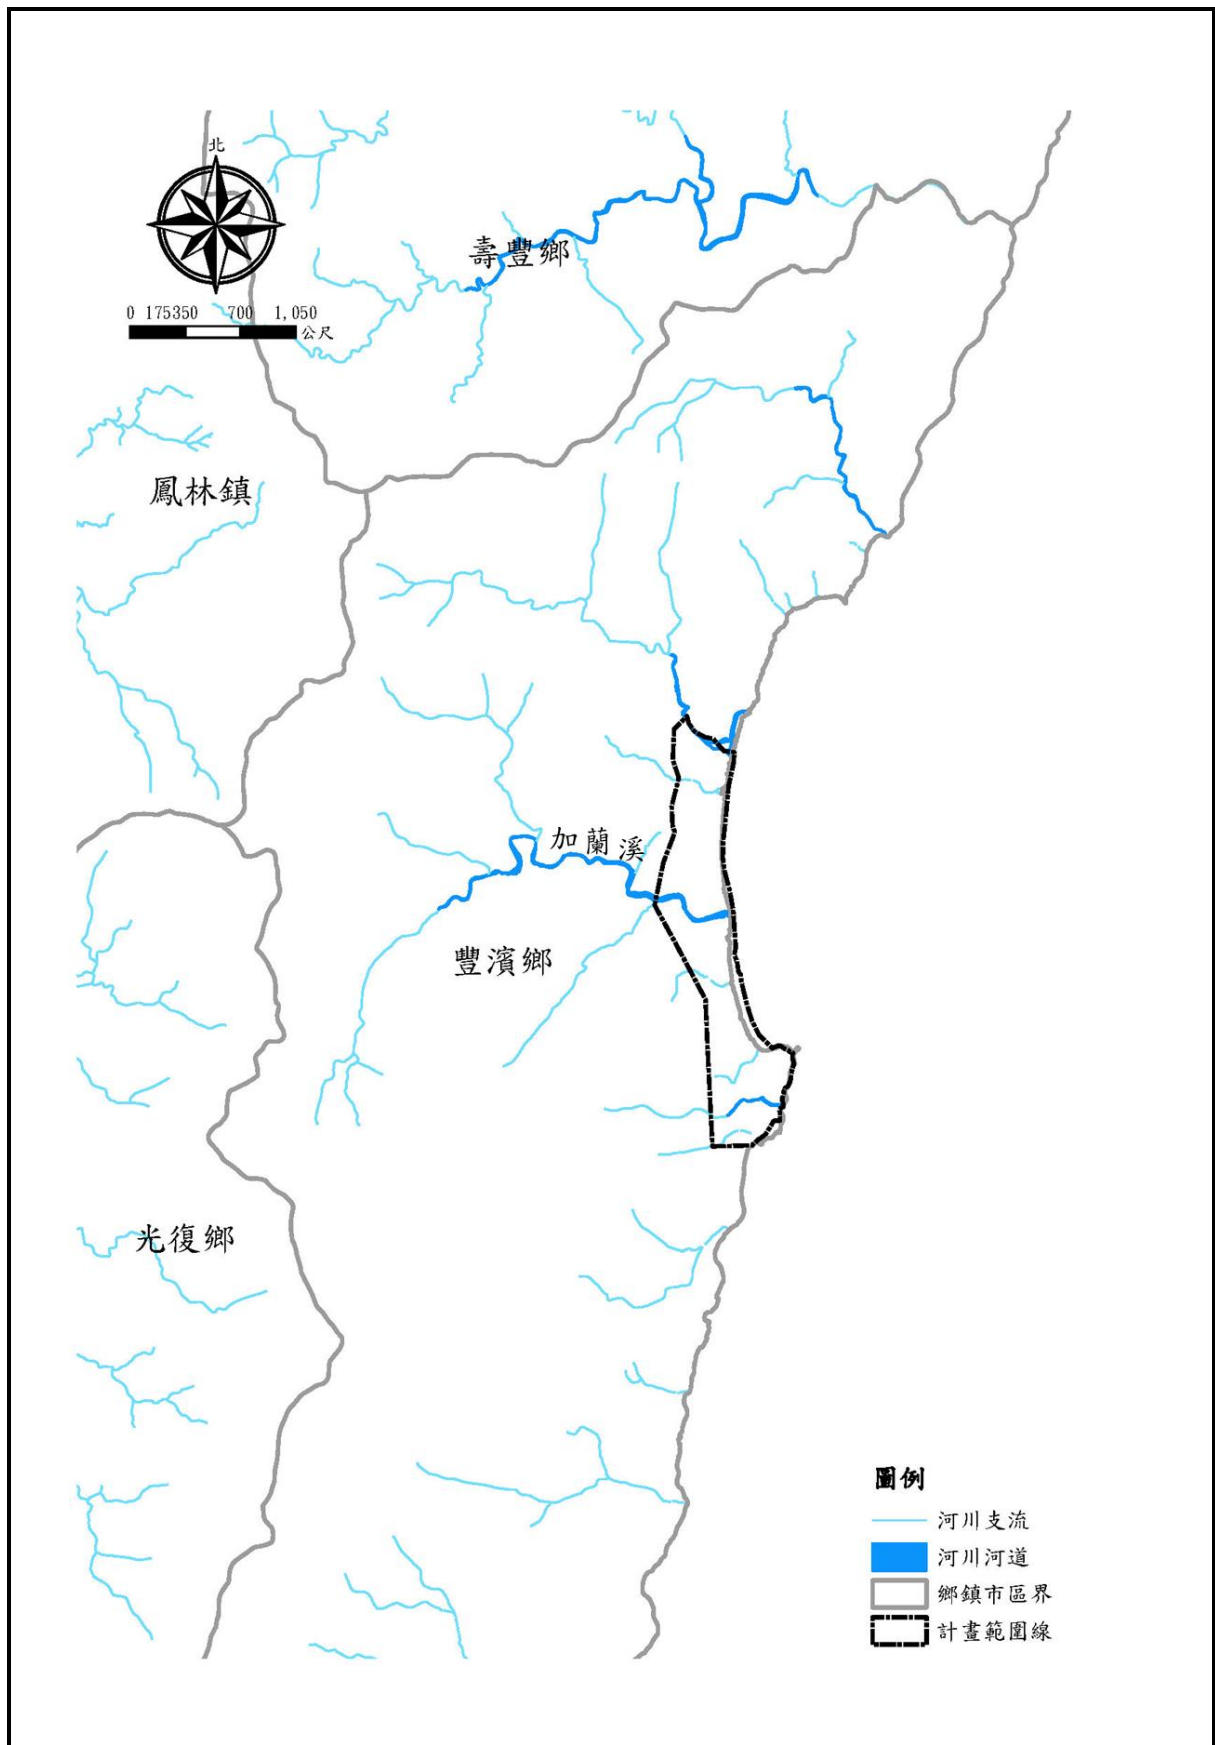 北
壽豐鄉
0 175350 700 1,050
公尺
鳳林鎮
加蘭溪
豐濱鄉
光復鄉
圖例
河川支流
河川河道
鄉鎮市區界
計畫範圍線